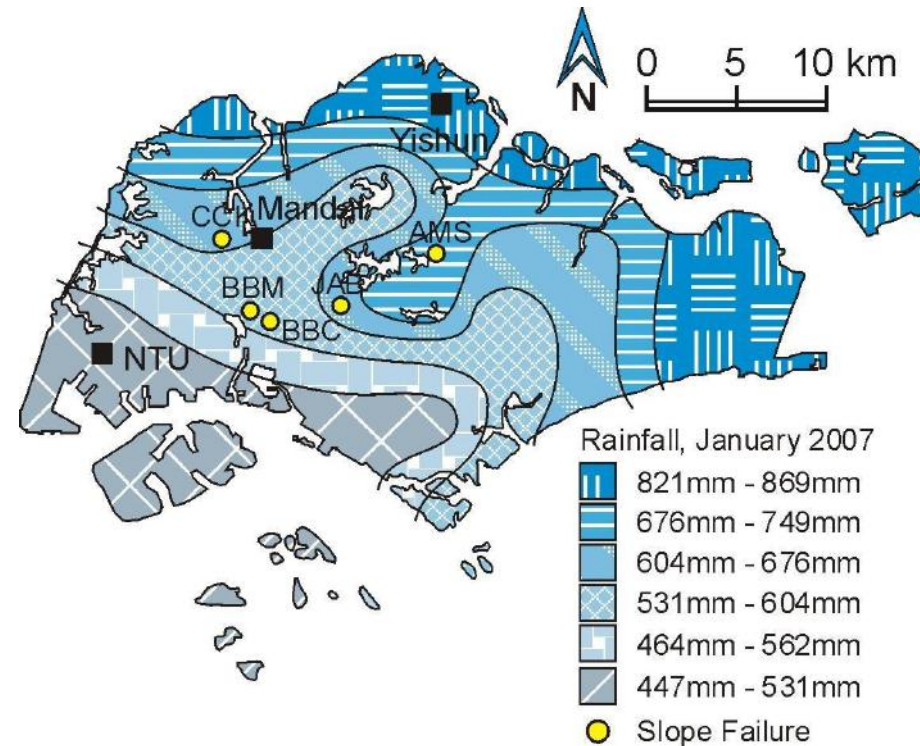 0 5 10 km
N
Yishun
CCK
Mandai
AMS
BBM
JAB
BBC
NTU
Rainfall, January 2007
821mm - 869mm
676mm - 749mm
604mm - 676mm
531mm - 604mm
464mm - 562mm
447mm - 531mm
Slope Failure